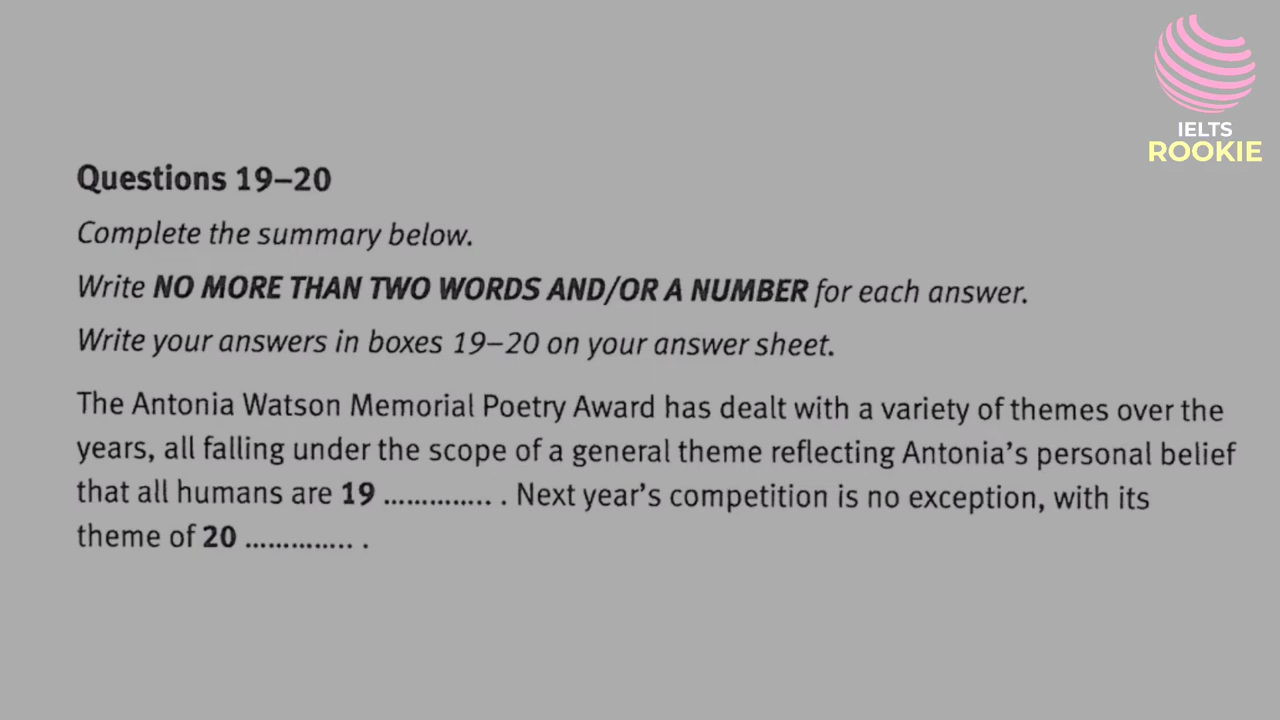 IELTS
ROOKIE
Questions 19–20
Complete the summary below.
Write NO MORE THAN TWO WORDS AND/OR A NUMBER for each answer.
Write your answers in boxes 19–20 on your answer sheet.
The Antonia Watson Memorial Poetry Award has dealt with a variety of themes over the
years, all falling under the scope of a general theme reflecting Antonia's personal belief
that all humans are 19 .............. . Next year's competition is no exception, with its
theme of 20 .............. .